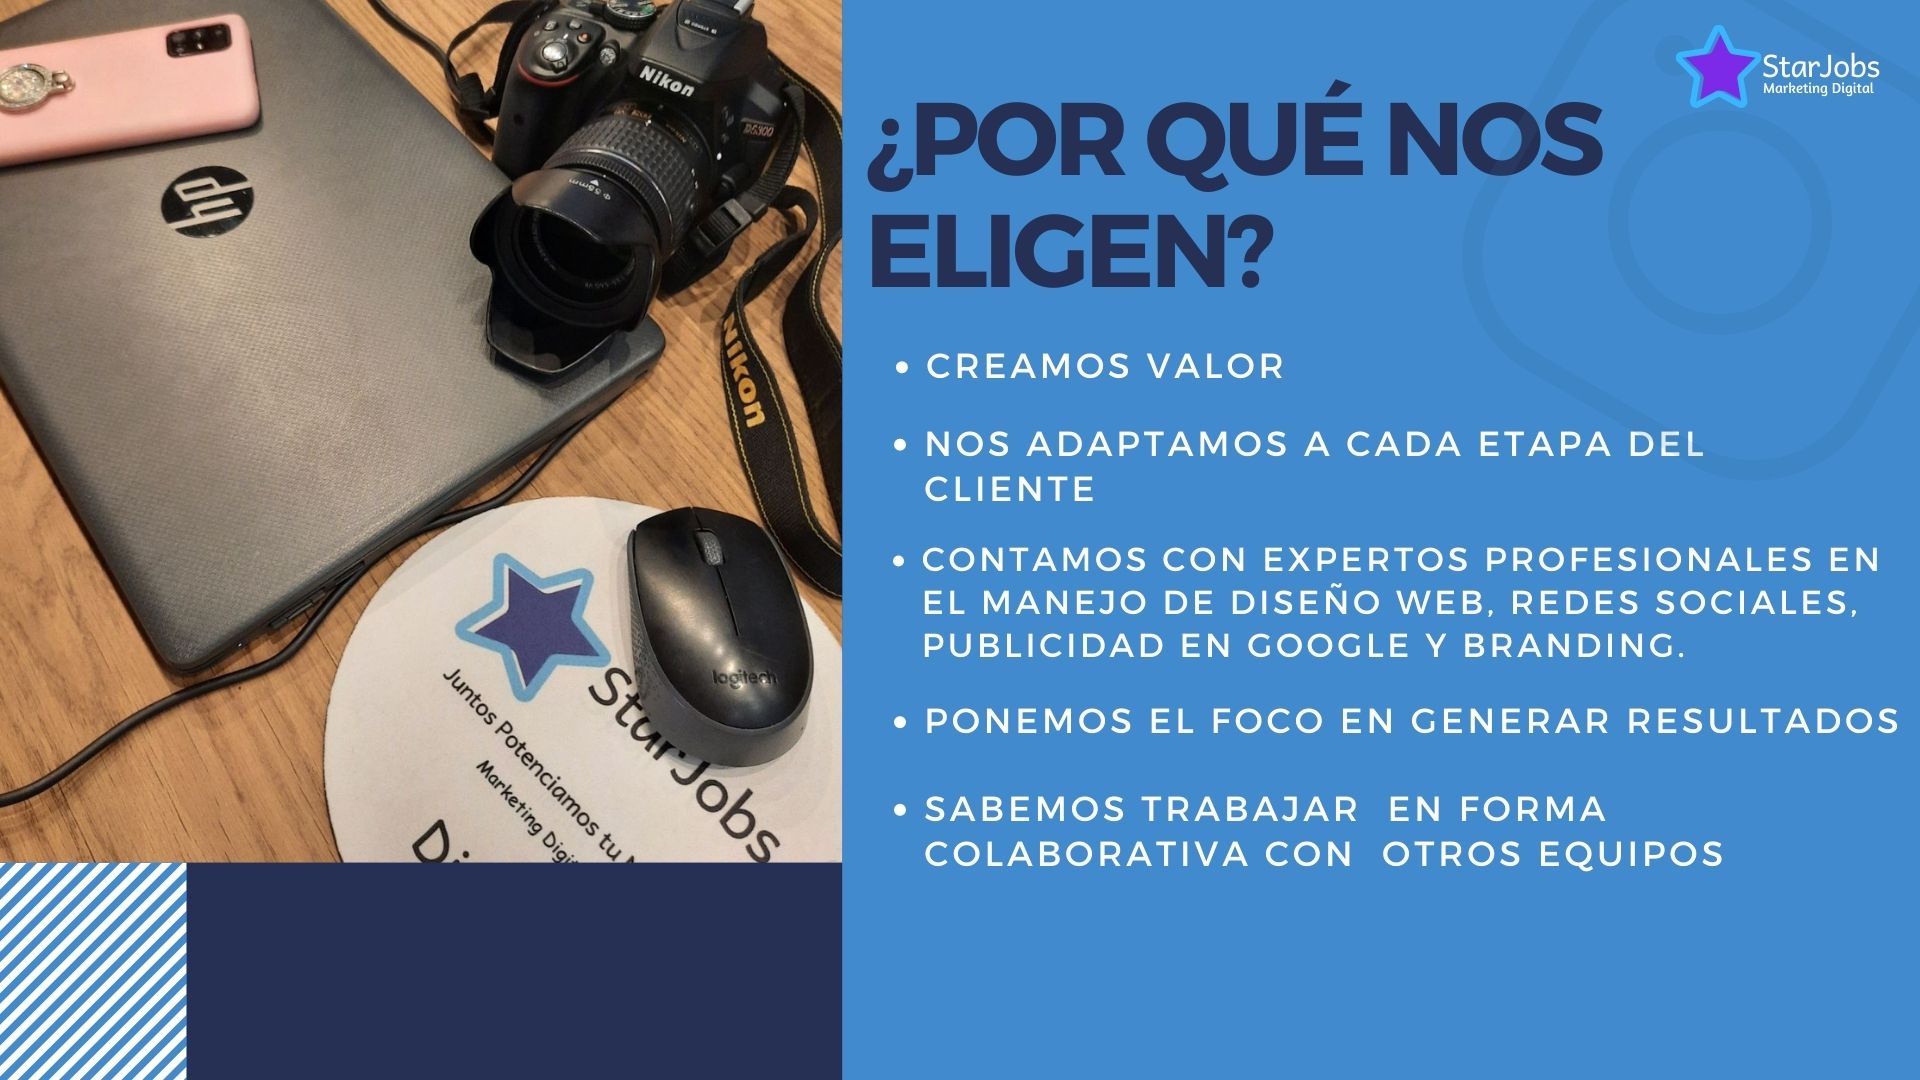 StarJobs
Marketing Digital
¿POR QUÉ NOS
ELIGEN?
• CREAMOS VALOR
• NOS ADAPTAMOS A CADA ETAPA DEL
CLIENTE
• CONTAMOS CON EXPERTOS PROFESIONALES EN
EL MANEJO DE DISEÑO WEB, REDES SOCIALES,
PUBLICIDAD EN GOOGLE Y BRANDING.
• PONEMOS EL FOCO EN GENERAR RESULTADOS
• SABEMOS TRABAJAR  EN FORMA
COLABORATIVA CON  OTROS EQUIPOS
hp
Nikon
D5300
Nikon
logitech
StarJobs
Juntos Potenciamos tu
Marketing